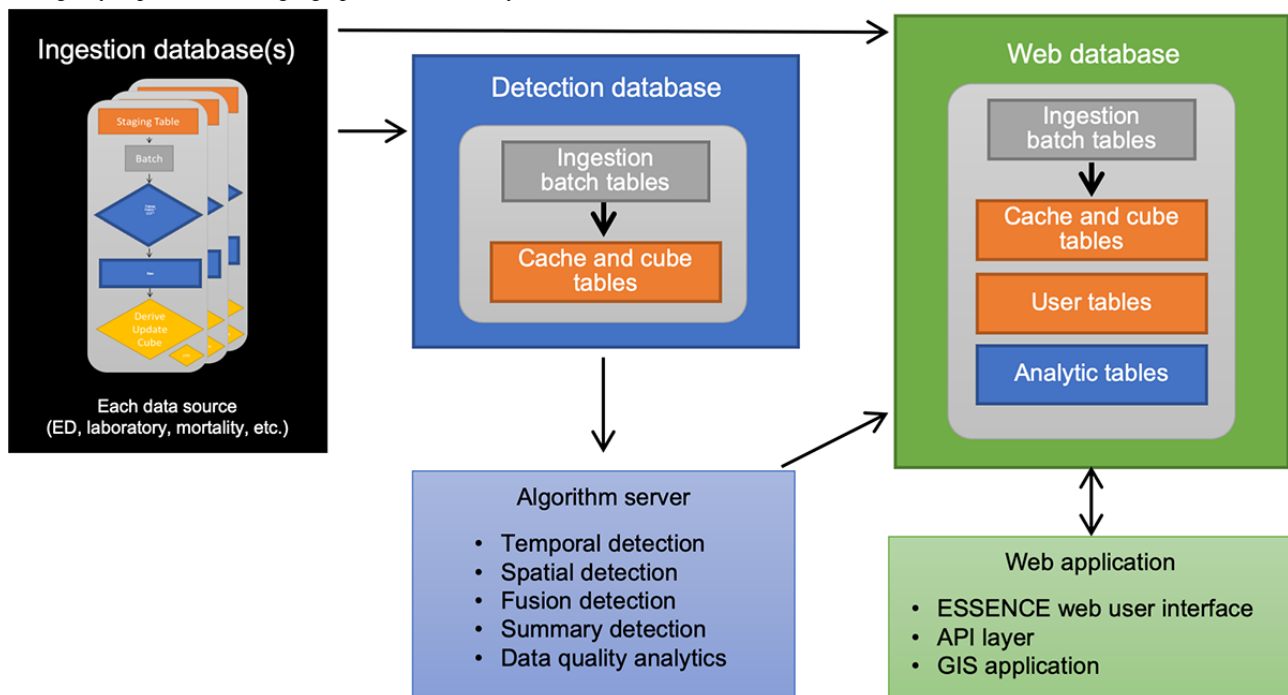 Ingestion database(s)
Staging Table
Batch
Derive
Update
Cube
Each data source
(ED, laboratory, mortality, etc.)
Detection database
Ingestion
batch tables
Cache and cube
tables
Web database
Ingestion
batch tables
Cache and cube
tables
User tables
Analytic tables
Algorithm server
• Temporal detection
• Spatial detection
• Fusion detection
• Summary detection
• Data quality analytics
Web application
• ESSENCE web user interface
• API layer
• GIS application